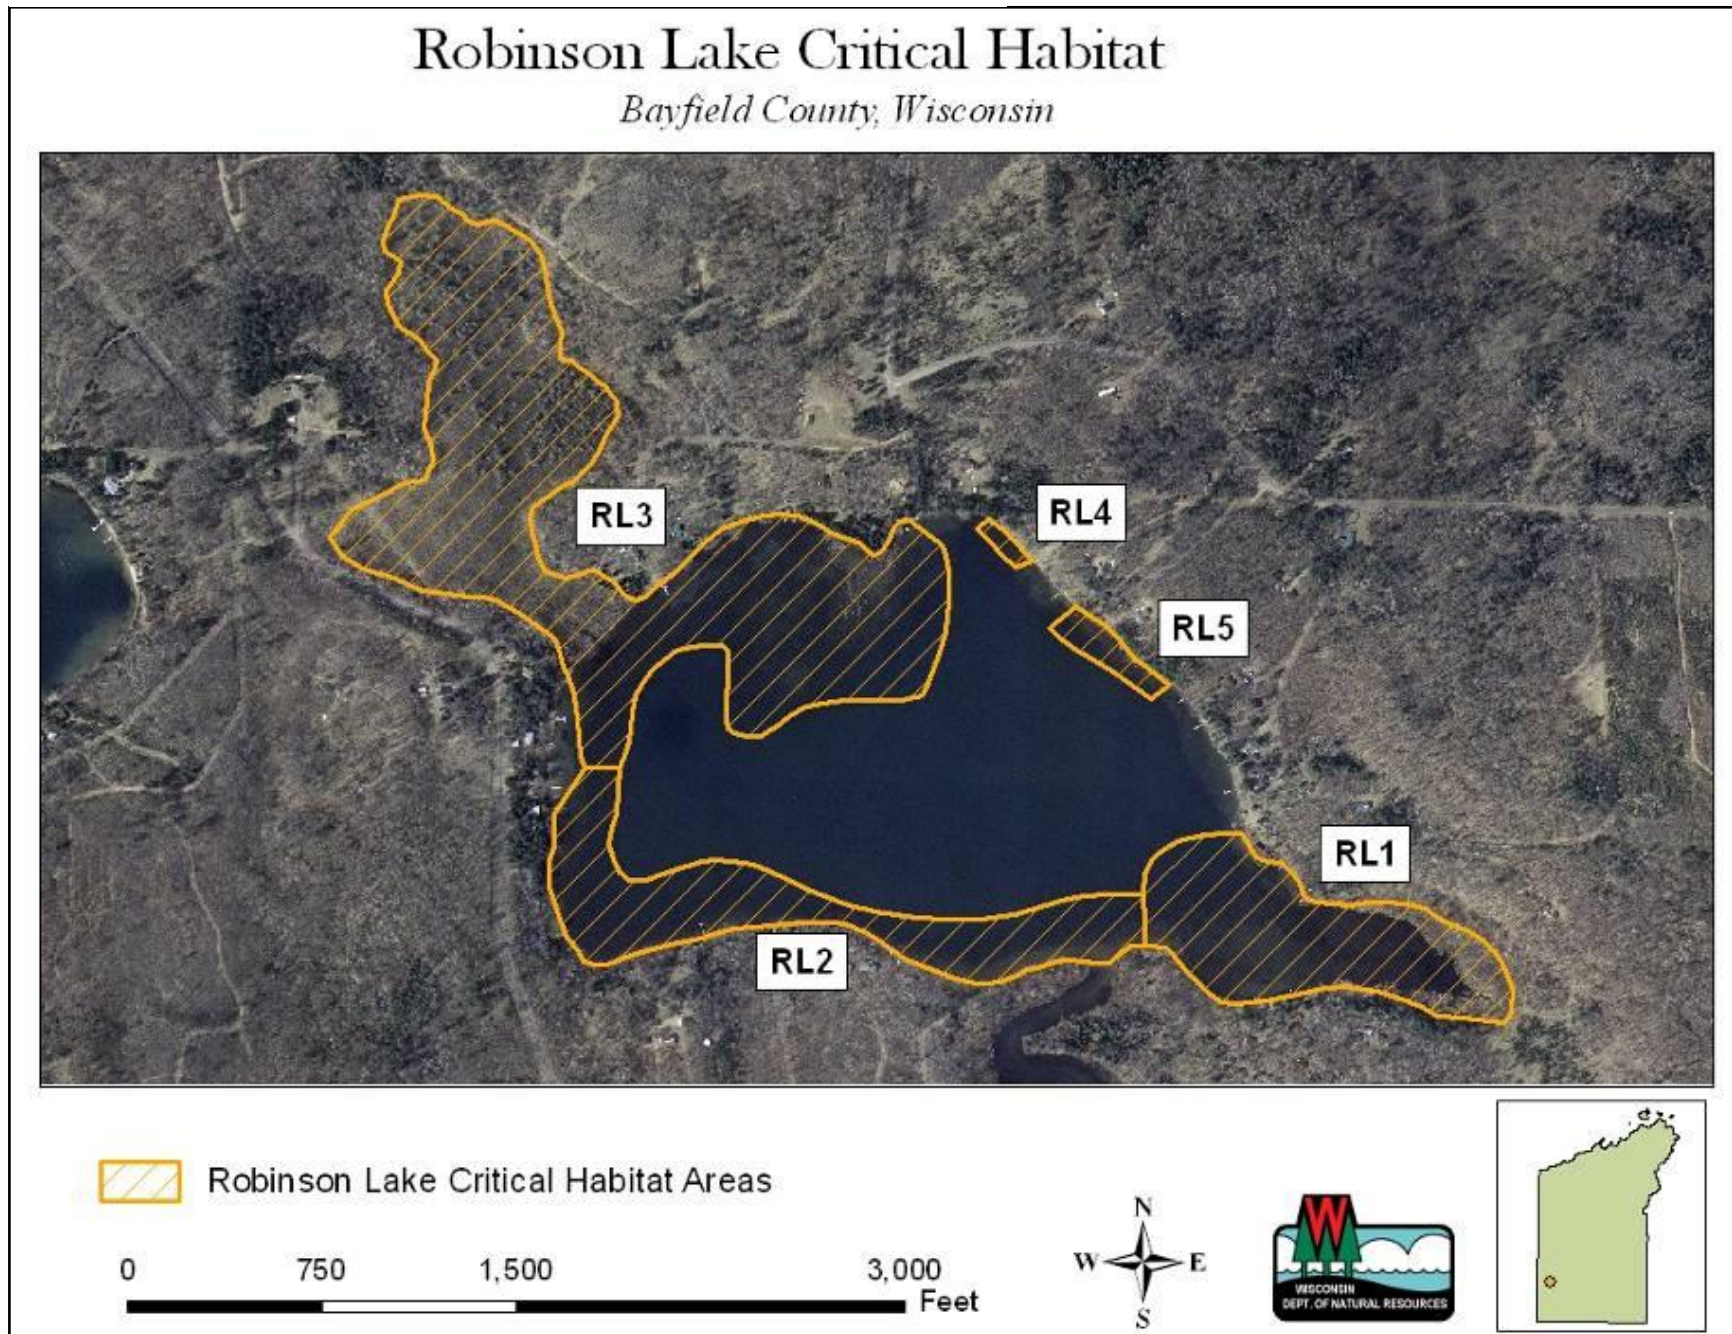 Robinson Lake Critical Habitat
Bayfield County, Wisconsin
RL3
RL4
RL5
RL1
RL2
Robinson Lake Critical Habitat Areas
0 750 1,500 3,000
Feet
N
W E
S
W
WISCONSIN
DEPT. OF NATURAL RESOURCES